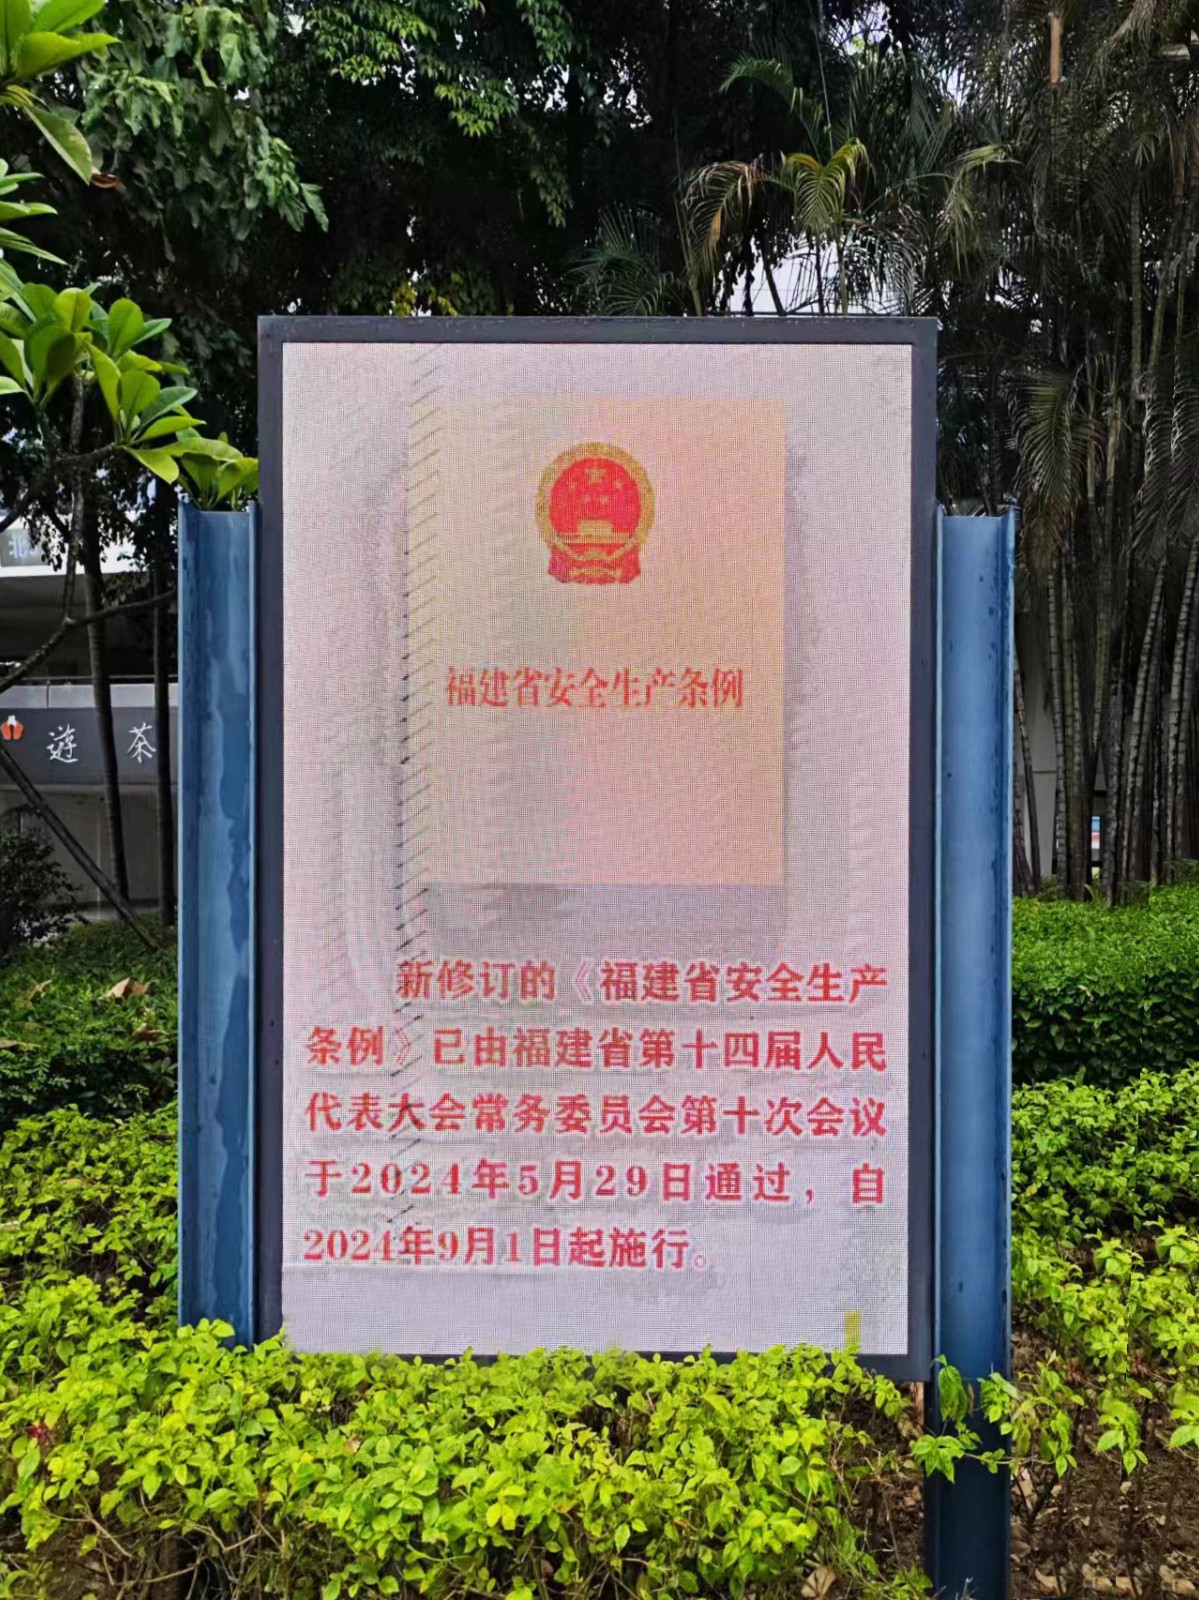 福建省安全生产条例
新修订的《福建省安全生产
条例》已由福建省第十四届人民
代表大会常务委员会第十次会议
于2024年5月29日通过，自
2024年9月1日起施行。
遊 茶